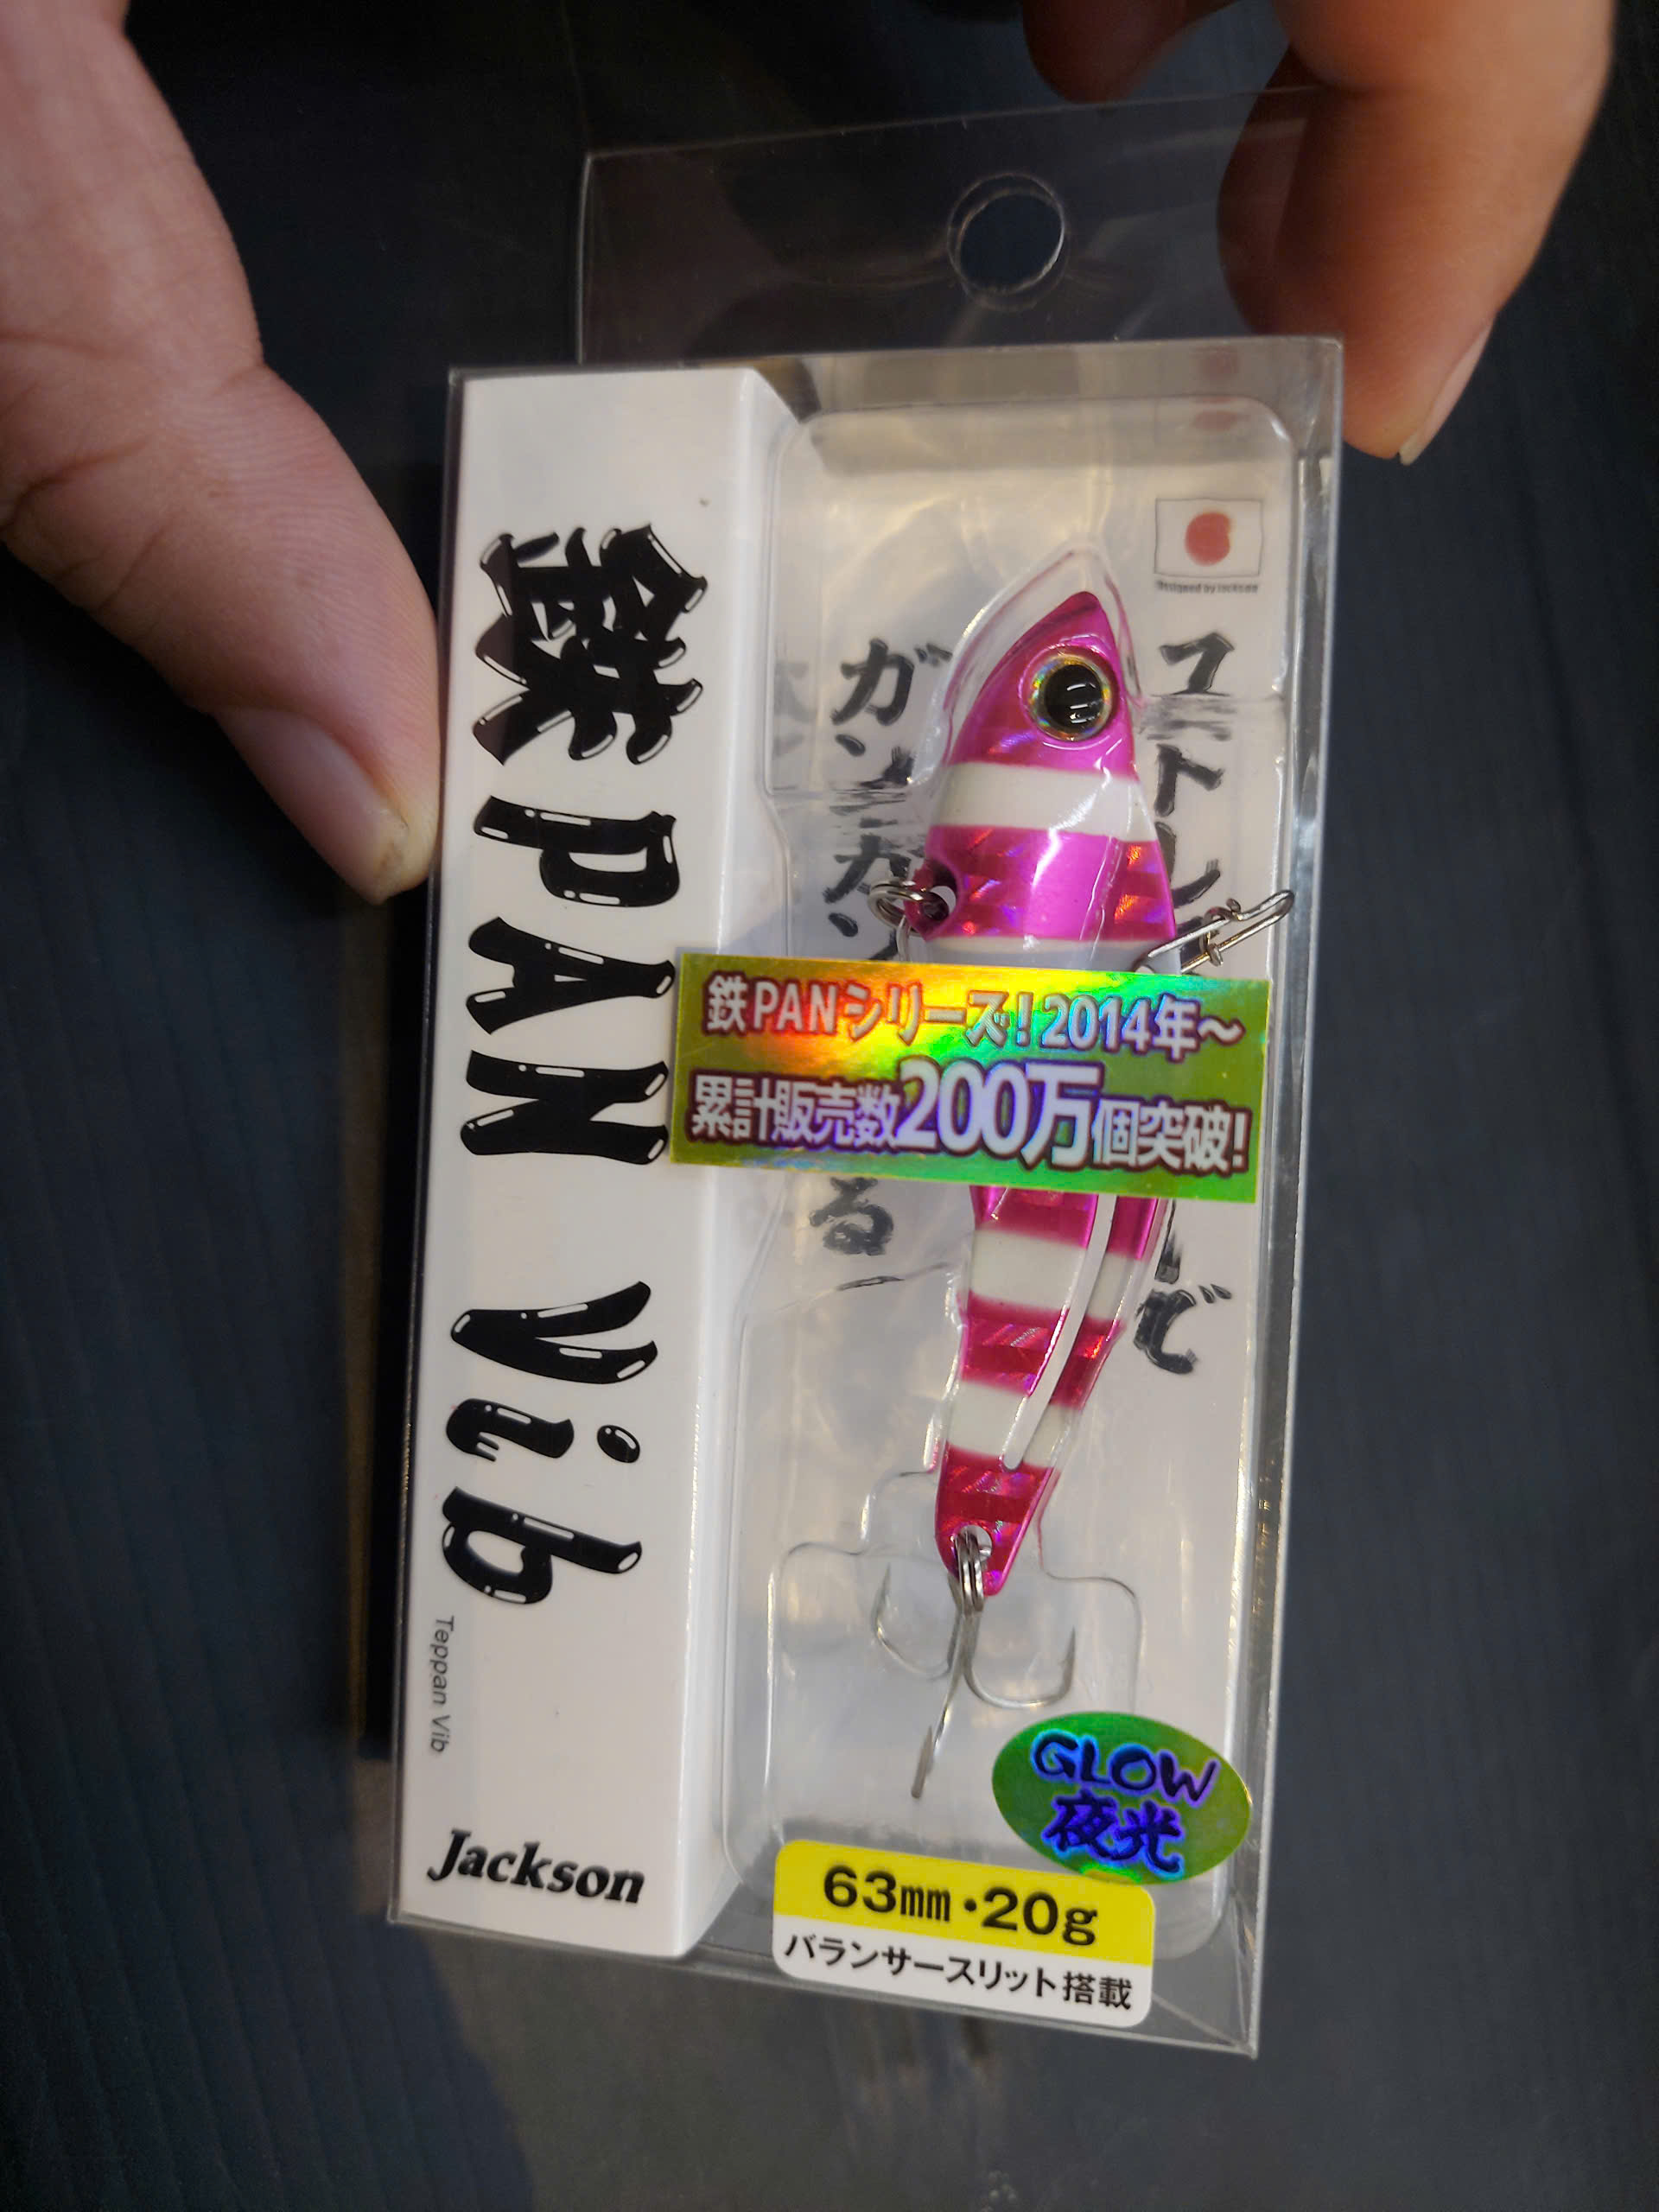 鉄PAN Vib
Teppan Vib
Jackson
Designed by Jackson
鉄PANシリーズ!2014年～
累計販売数200万個突破!
GLOW
夜光
63mm・20g
バランサースリット搭載